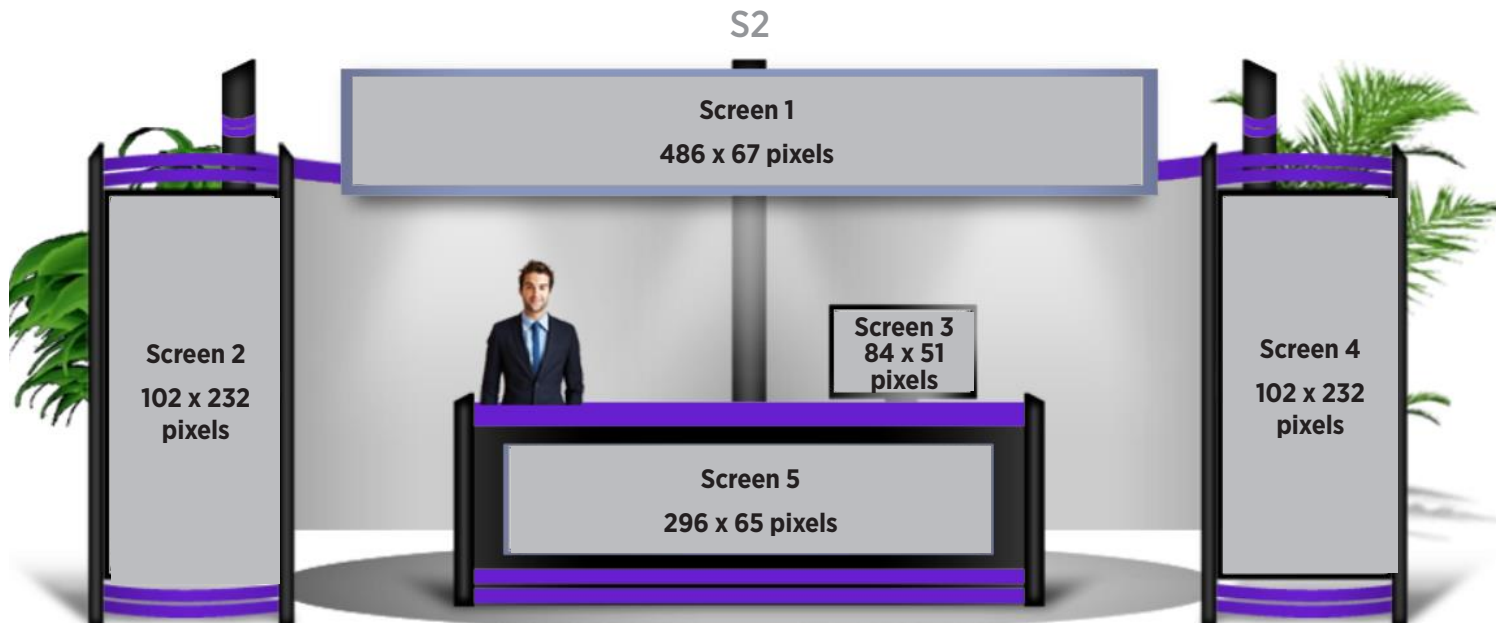 S2
Screen 1
486 x 67 pixels
Screen 2
102 x 232
pixels
Screen 3
84 x 51
pixels
Screen 4
102 x 232
pixels
Screen 5
296 x 65 pixels